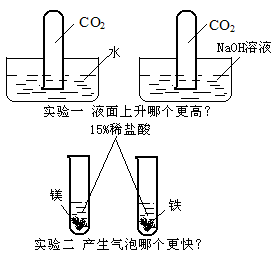 CO₂ CO₂
水 NaOH溶液
实验一 液面上升哪个更高?
15%稀盐酸
镁 铁
实验二 产生气泡哪个更快?